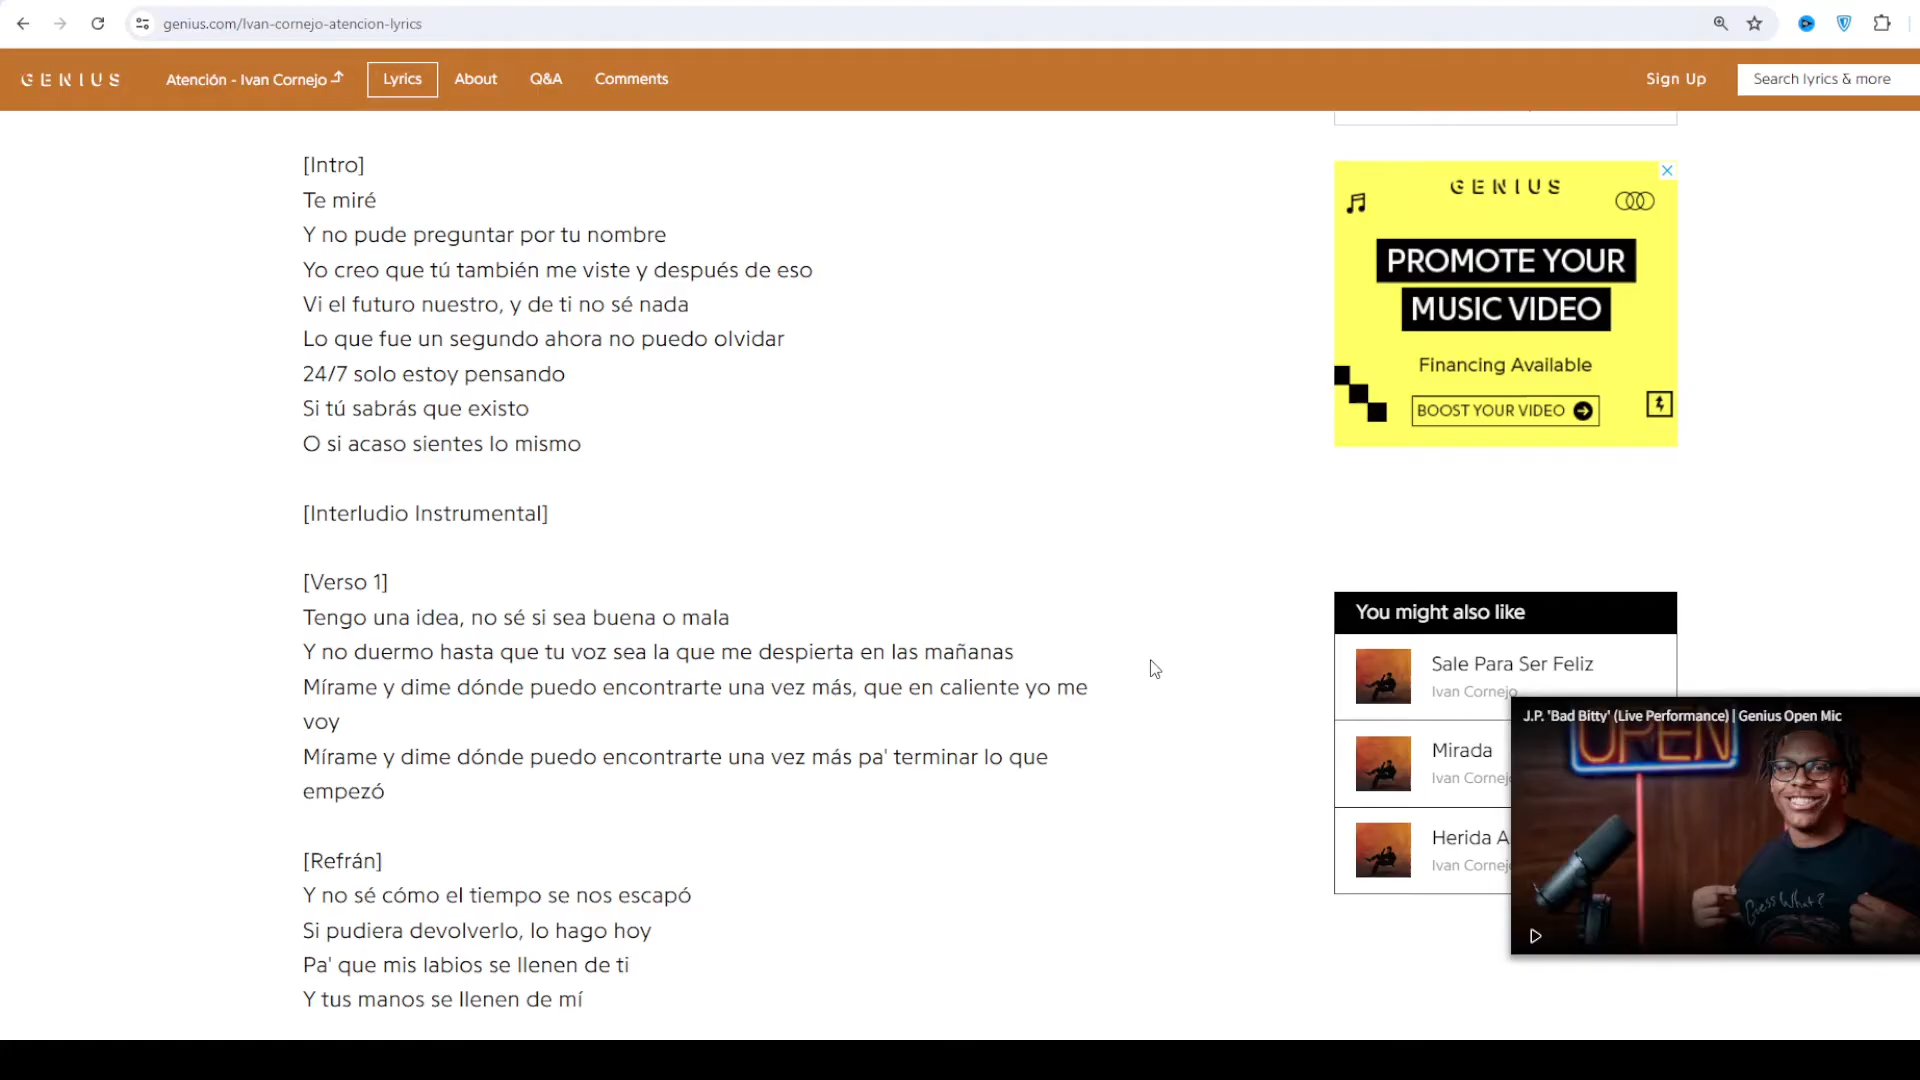 genius.com/Ivan-cornejo-atencion-lyrics
GENIUS
Atención - Ivan Cornejo
Lyrics
About
Q&A
Comments
Sign Up
Search lyrics & more
[Intro]
Te miré
Y no pude preguntar por tu nombre
Yo creo que tú también me viste y después de eso
Vi el futuro nuestro, y de ti no sé nada
Lo que fue un segundo ahora no puedo olvidar
24/7 solo estoy pensando
Si tú sabrás que existo
O si acaso sientes lo mismo
[Interludio Instrumental]
[Verso 1]
Tengo una idea, no sé si sea buena o mala
Y no duermo hasta que tu voz sea la que me despierta en las mañanas
Mírame y dime dónde puedo encontrarte una vez más, que en caliente yo me
voy
Mírame y dime dónde puedo encontrarte una vez más pa' terminar lo que
empezó
[Refrán]
Y no sé cómo el tiempo se nos escapó
Si pudiera devolverlo, lo hago hoy
Pa' que mis labios se llenen de ti
Y tus manos se llenen de mí
GENIUS
PROMOTE YOUR
MUSIC VIDEO
Financing Available
BOOST YOUR VIDEO
You might also like
Sale Para Ser Feliz
Ivan Cornejo
Mirada
Ivan Cornej
Herida A
Ivan Cornej
J.P. 'Bad Bitty' (Live Performance) | Genius Open Mic
OPEN
Guess What?